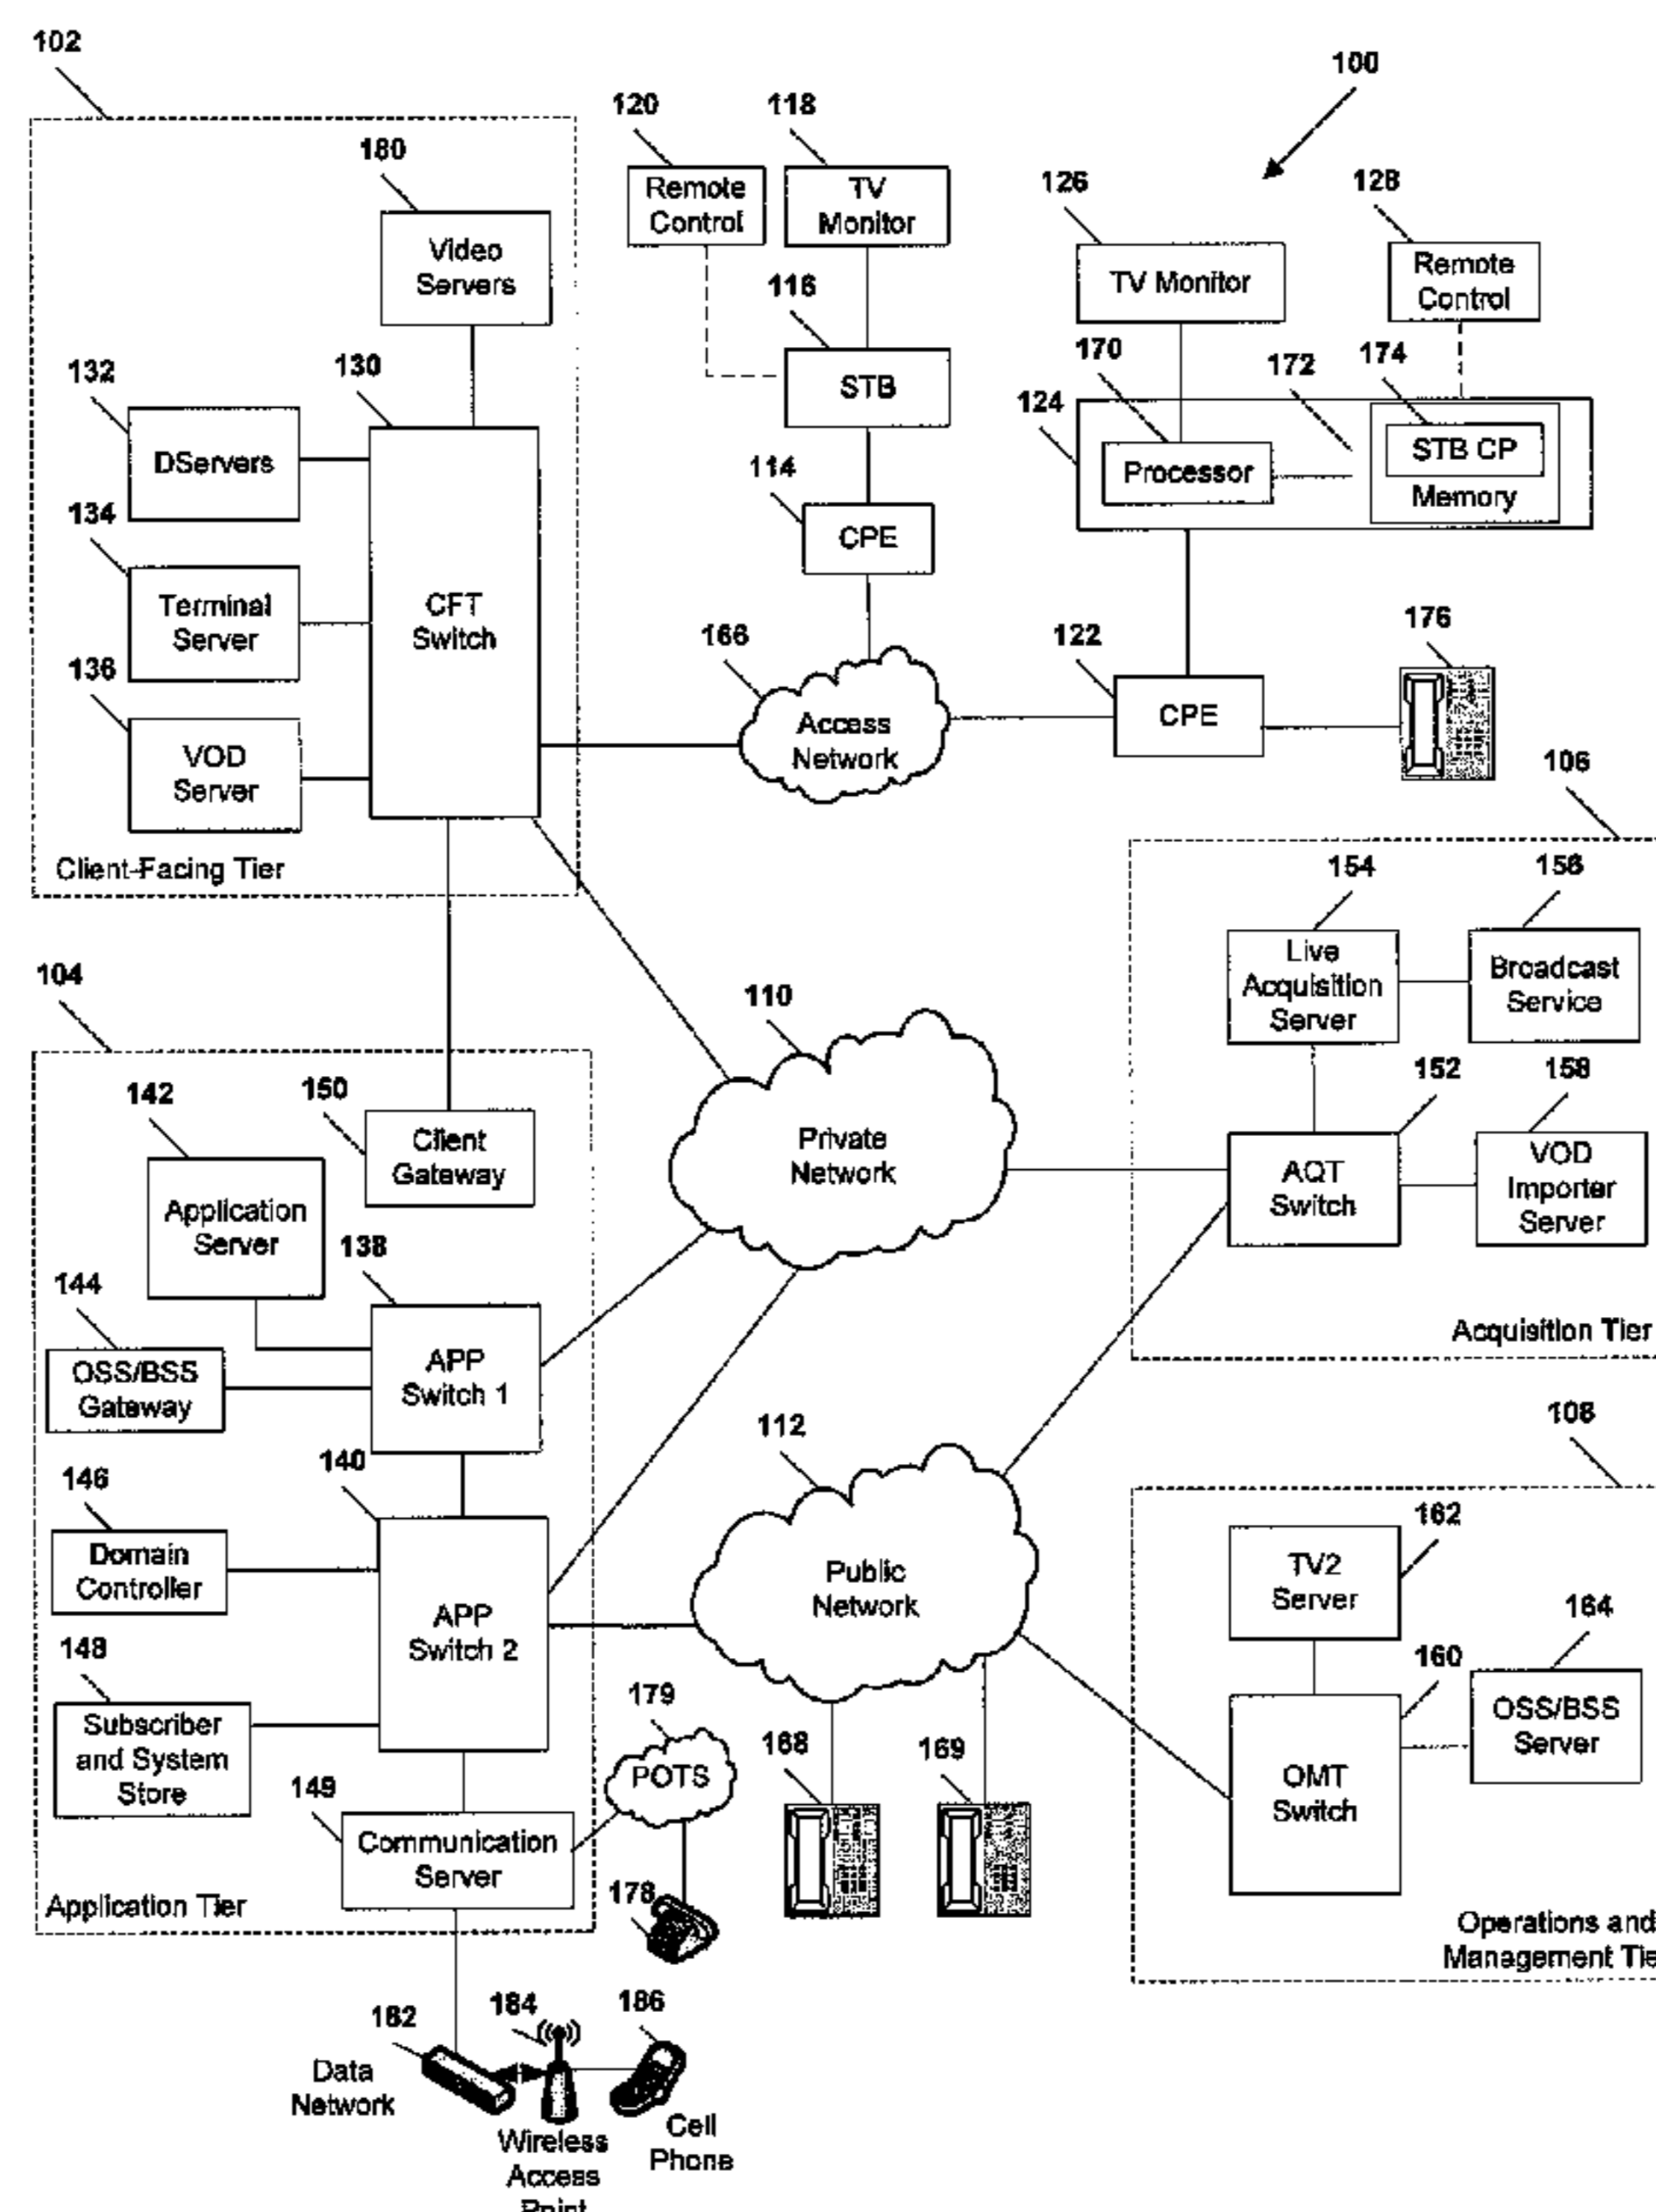 102
100
120
118
180
126
128
Remote
Control
TV
Monitor
Video
Servers
TV Monitor
Remote
Control
116
132
130
170
172
174
124
STB
DServers
114
Processor
STB CP
Memory
134
CPE
Terminal
Server
CFT
Switch
166
122
176
136
Access
Network
CPE
VOD
Server
106
Client-Facing Tier
154
156
Live
Acquisition
Server
Broadcast
Service
104
110
142
150
152
158
Client
Gateway
Private
Network
AQT
Switch
VOD
Importer
Server
Application
Server
138
144
Acquisition Tier
OSS/BSS
Gateway
APP
Switch 1
112
108
146
140
162
Domain
Controller
TV2
Server
Public
Network
APP
Switch 2
164
148
160
179
Subscriber
and System
Store
OSS/BSS
Server
168
169
POTS
149
OMT
Switch
Communication
Server
178
Application Tier
Operations and
Management Tie
182
184
186
Data
Network
Cell
Phone
Wireless
Access
Point